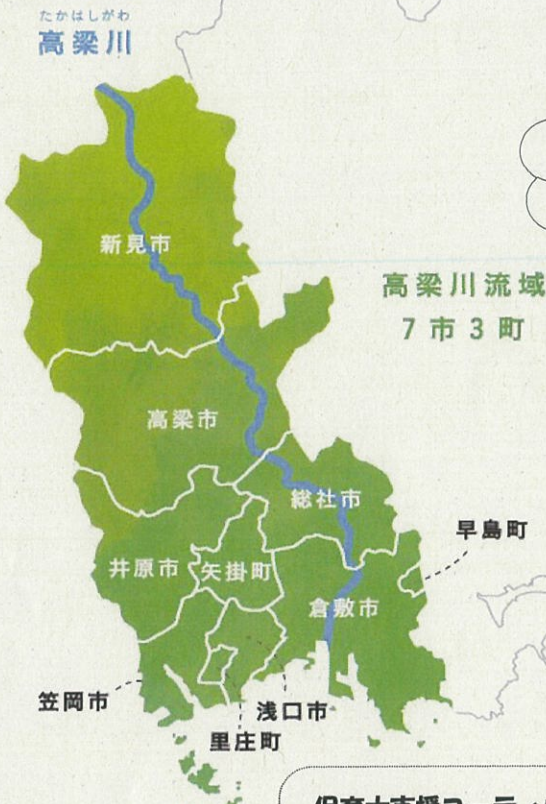 たかはしがわ
高梁川
新見市
高梁川流域
7市3町
高梁市
総社市
早島町
井原市
矢掛町
倉敷市
笠岡市
浅口市
里庄町